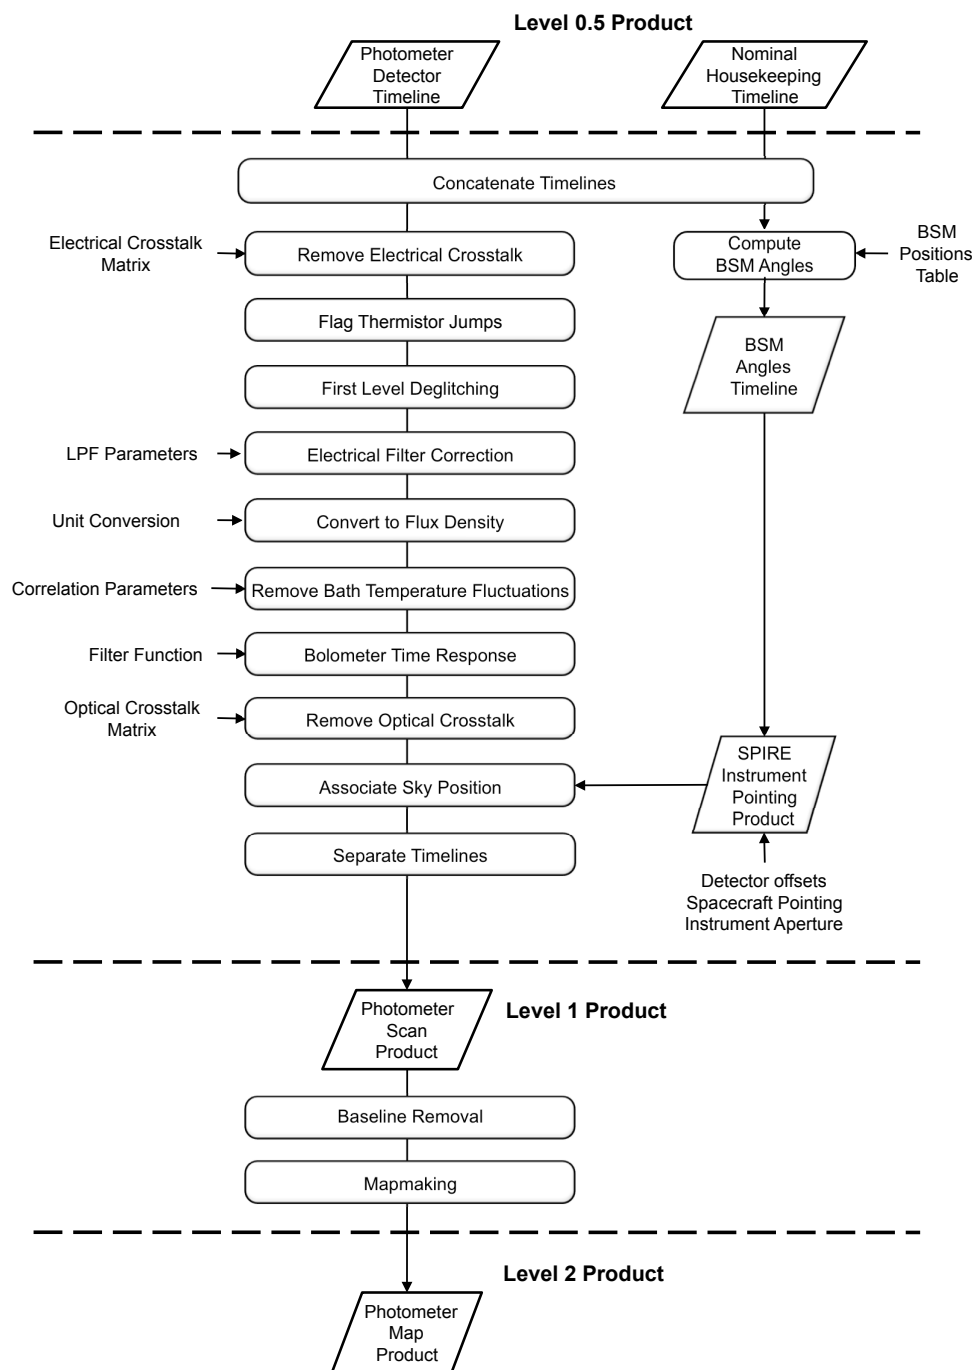 Level 0.5 Product
Photometer
Detector
Timeline
Nominal
Housekeeping
Timeline
Concatenate Timelines
Electrical Crosstalk
Matrix
Remove Electrical Crosstalk
Compute
BSM Angles
BSM
Positions
Table
Flag Thermistor Jumps
BSM
Angles
Timeline
First Level Deglitching
LPF Parameters
Electrical Filter Correction
Unit Conversion
Convert to Flux Density
Correlation Parameters
Remove Bath Temperature Fluctuations
Filter Function
Bolometer Time Response
Optical Crosstalk
Matrix
Remove Optical Crosstalk
Associate Sky Position
SPIRE
Instrument
Pointing
Product
Separate Timelines
Detector offsets
Spacecraft Pointing
Instrument Aperture
Level 1 Product
Photometer
Scan
Product
Baseline Removal
Mapmaking
Level 2 Product
Photometer
Map
Product